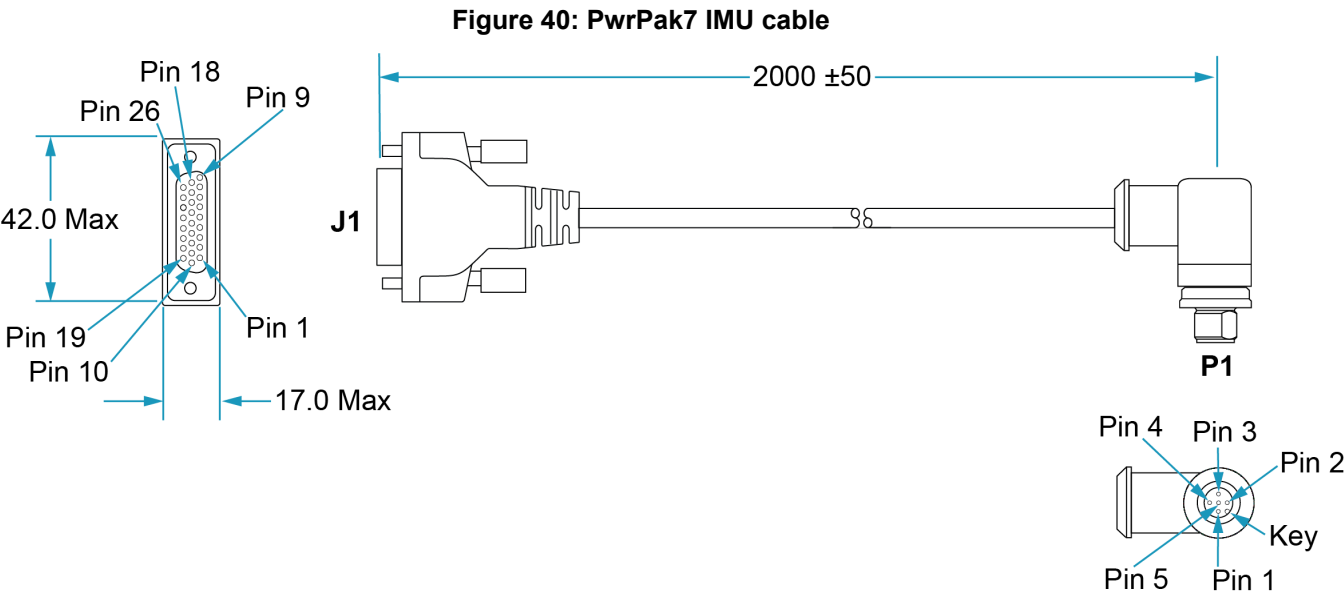 Figure 40: PwrPak7 IMU cable
2000 ±50
Pin 18
Pin 9
Pin 26
42.0 Max
J1
Pin 19
Pin 1
Pin 10
17.0 Max
P1
Pin 4
Pin 3
Pin 2
Key
Pin 5
Pin 1